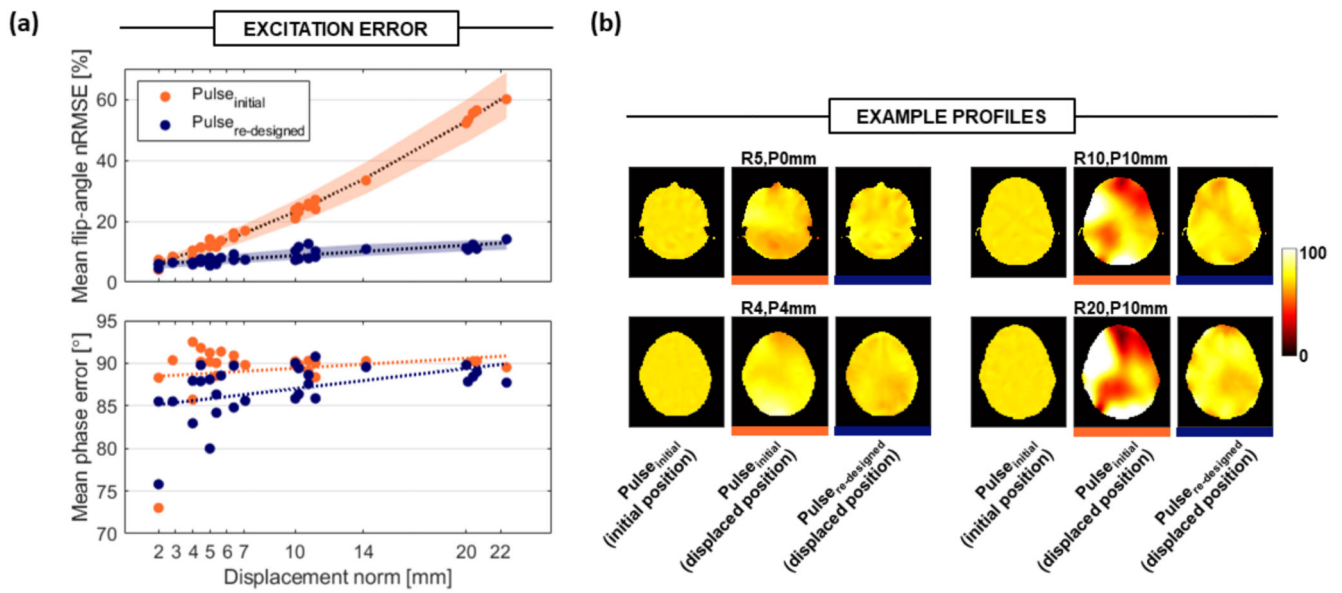 (a)
EXCITATION ERROR
Mean flip-angle nRMSE [%]
60
40
20
0
Pulseinitial
Pulsere-designed
Mean phase error [°]
95
90
85
80
75
70
2 3 4 5 6 7 10 14 20 22
Displacement norm [mm]
(b)
EXAMPLE PROFILES
R5,P0mm
R10,P10mm
R4,P4mm
R20,P10mm
100
0
Pulseinitial
(initial position)
Pulseinitial
(displaced position)
Pulsere-designed
(displaced position)
Pulseinitial
(initial position)
Pulseinitial
(displaced position)
Pulsere-designed
(displaced position)